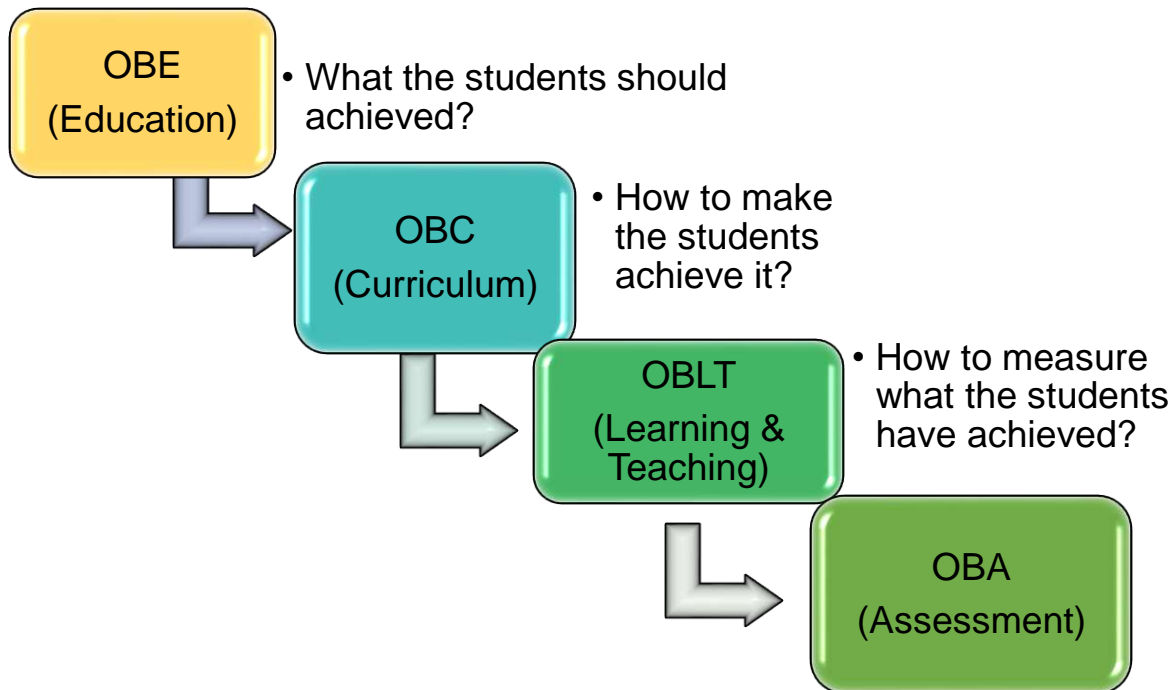 OBE
(Education)
• What the students should
achieved?
OBC
(Curriculum)
• How to make
the students
achieve it?
OBLT
(Learning &
Teaching)
• How to measure
what the students
have achieved?
OBA
(Assessment)